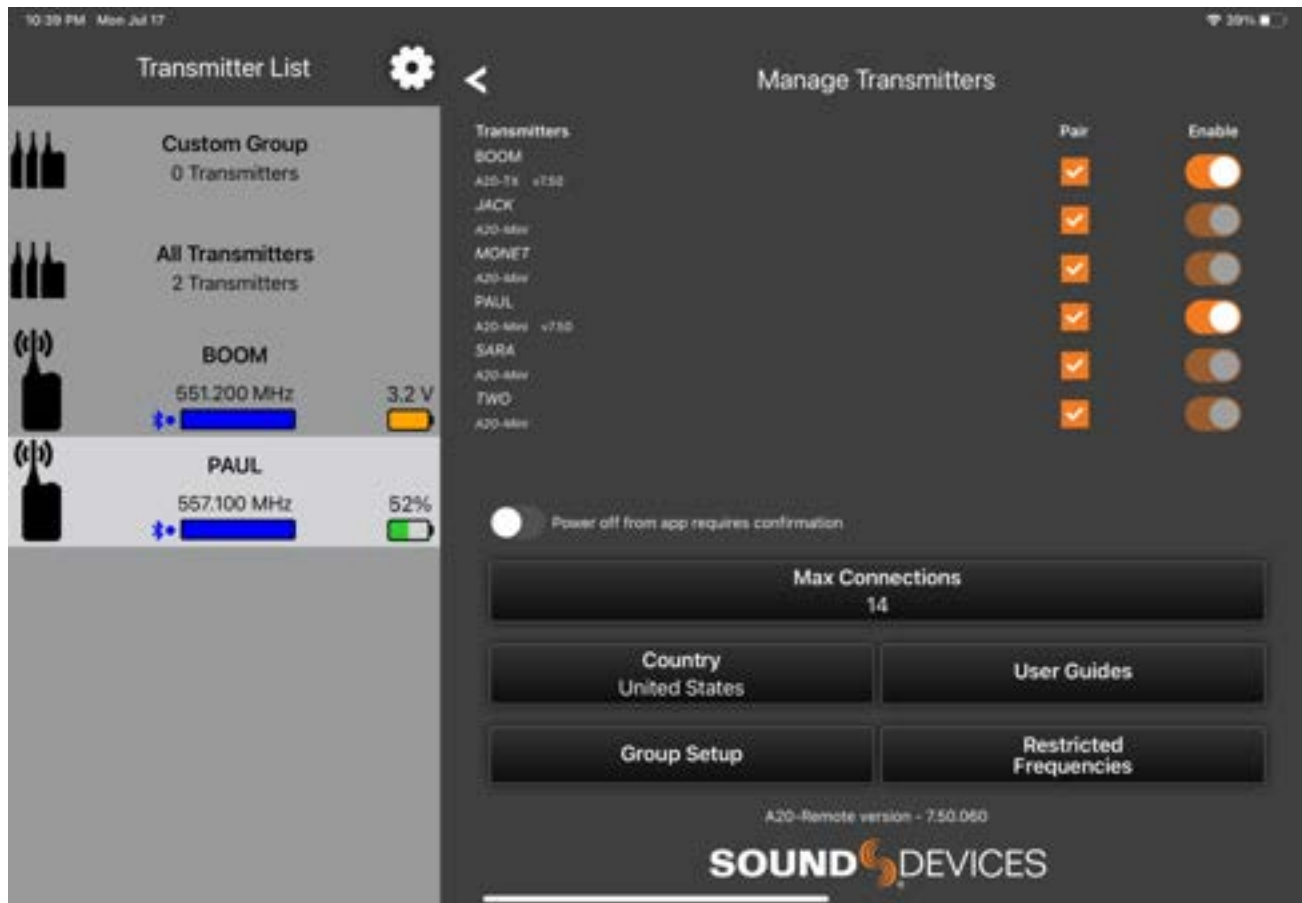 10:39 PM Mon Jul 17
39%
Transmitter List
Custom Group
0 Transmitters
All Transmitters
2 Transmitters
BOOM
551.200 MHz
3.2 V
PAUL
557.100 MHz
52%
Manage Transmitters
Transmitters Pair Enable
BOOM
A20-TX v7.50
JACK
A20-Mini
MONET
A20-Mini
PAUL
A20-Mini v7.50
SARA
A20-Mini
TWO
A20-Mini
Power off from app requires confirmation
Max Connections
14
Country
United States
User Guides
Group Setup
Restricted
Frequencies
A20-Remote version - 7.50.060
SOUND DEVICES